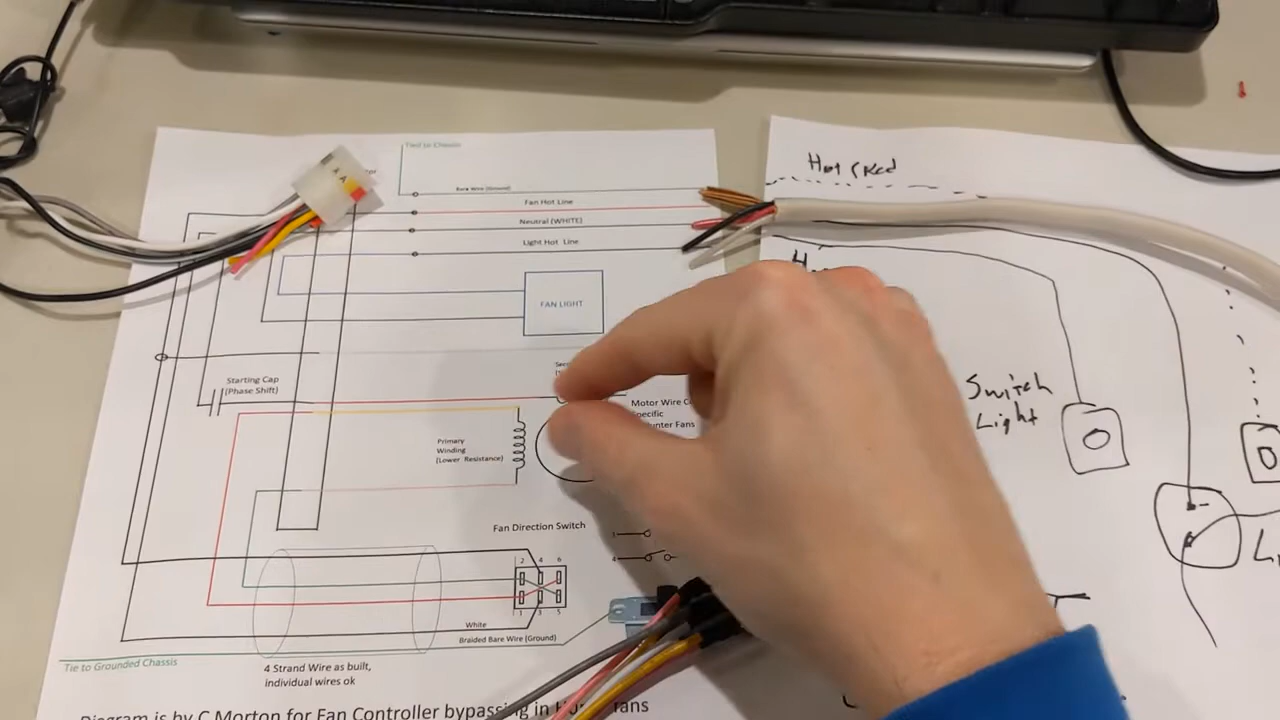 Tied to Chassis
Bare Wire (Ground)
Fan Hot Line
Neutral (WHITE)
Light Hot Line
FAN LIGHT
Starting Cap
(Phase Shift)
Motor Wire
Specific
Fans
Primary
Winding
(Lower Resistance)
Fan Direction Switch
2 4 6
1 3 5
White
Braided Bare Wire (Ground)
Tie to Grounded Chassis
4 Strand Wire as built,
individual wires ok
Diagram is by C Morton for Fan Controller bypassing in fans
A A
Hot (Red
Switch
Light